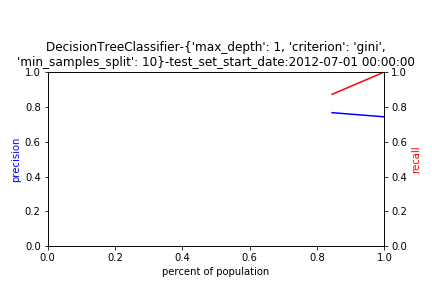 DecisionTreeClassifier-{'max_depth': 1, 'criterion': 'gini',
'min_samples_split': 10}-test_set_start_date:2012-07-01 00:00:00
1.0
0.8
0.6
0.4
0.2
0.0
precision
1.0
0.8
0.6
0.4
0.2
0.0
recall
0.0 0.2 0.4 0.6 0.8 1.0
percent of population